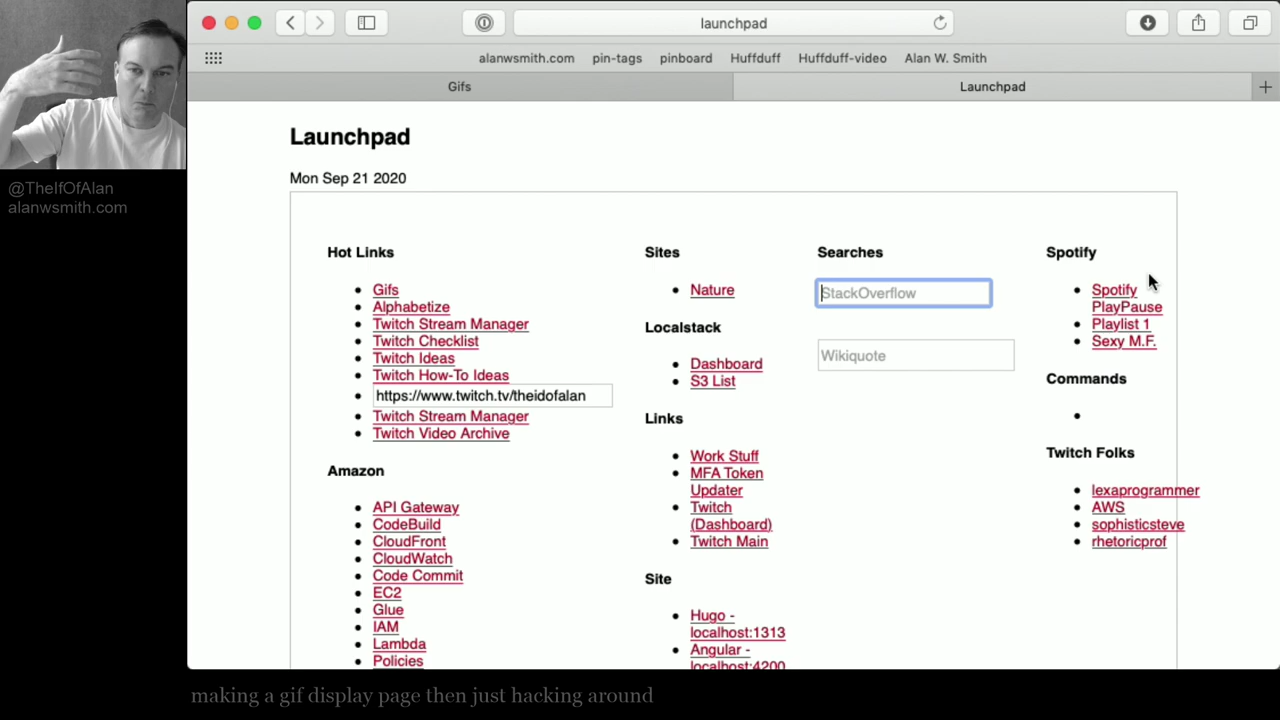 launchpad
alanwsmith.com pin-tags pinboard Huffduff Huffduff-video Alan W. Smith
Gifs Launchpad
@TheIfOfAlan
alanwsmith.com
Launchpad
Mon Sep 21 2020
Hot Links
Gifs
Alphabetize
Twitch Stream Manager
Twitch Checklist
Twitch Ideas
Twitch How-To Ideas
https://www.twitch.tv/theidofalan
Twitch Stream Manager
Twitch Video Archive
Amazon
API Gateway
CodeBuild
CloudFront
CloudWatch
Code Commit
EC2
Glue
IAM
Lambda
Policies
Sites
Nature
Localstack
Dashboard
S3 List
Links
Work Stuff
MFA Token
Updater
Twitch
(Dashboard)
Twitch Main
Site
Hugo -
localhost:1313
Angular -
localhost:4200
Searches
StackOverflow
Wikiquote
Spotify
Spotify
PlayPause
Playlist 1
Sexy M.F.
Commands
Twitch Folks
lexaprogrammer
AWS
sophisticsteve
rhetoricprof
making a gif display page then just hacking around